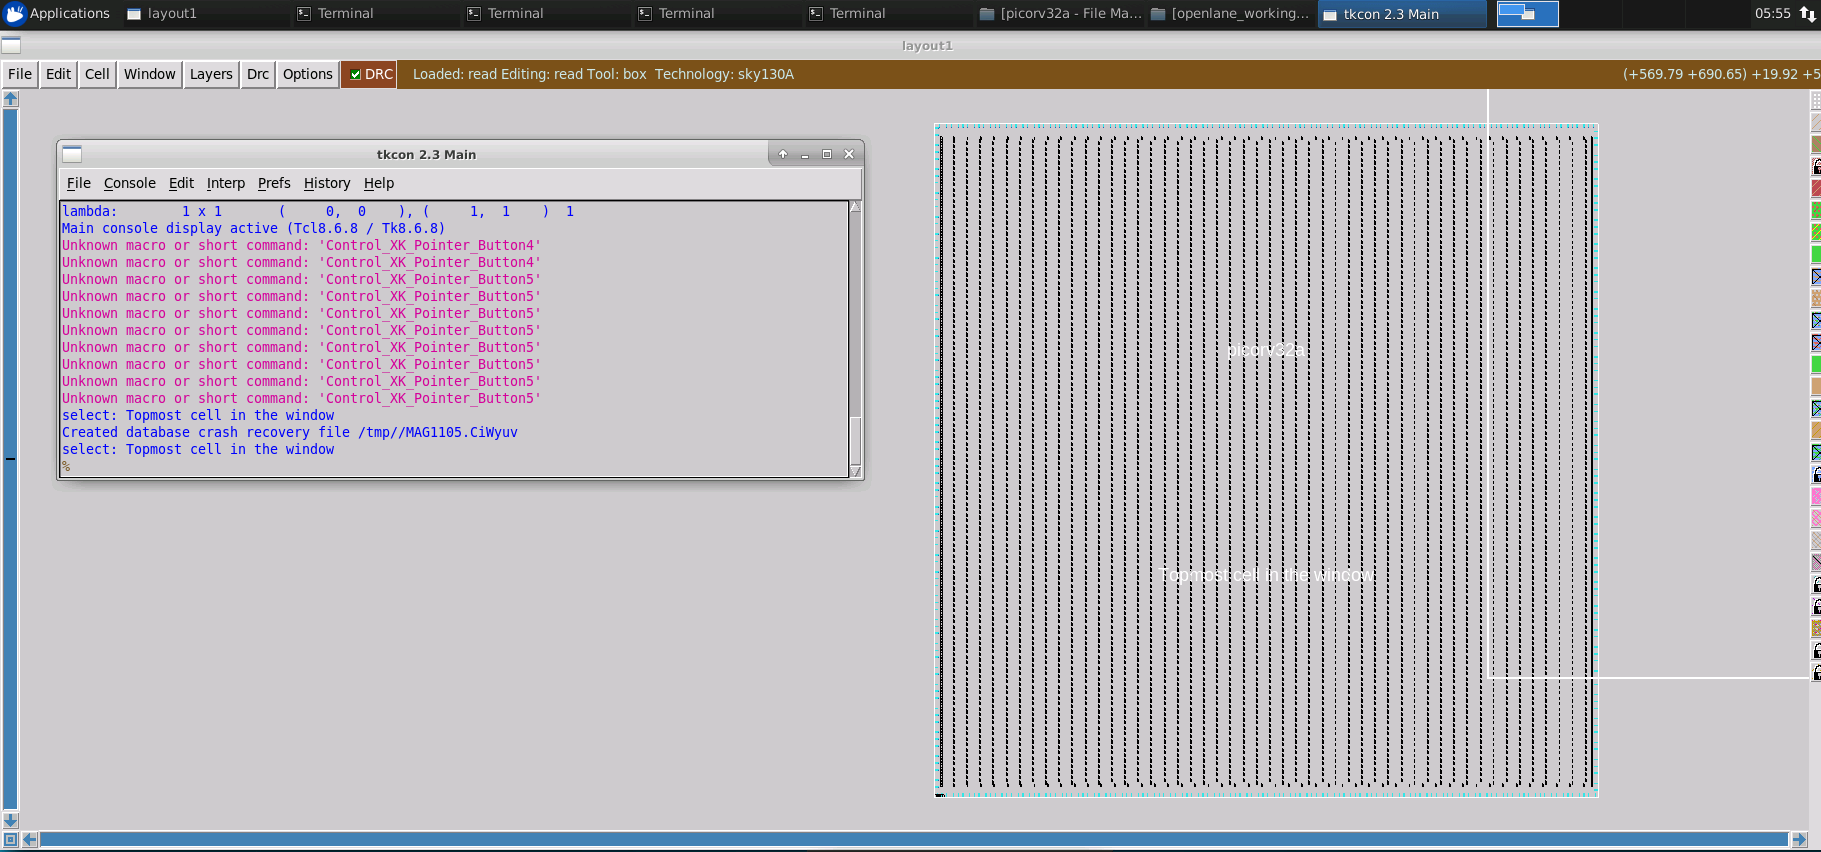 Applications layout1 Terminal Terminal Terminal Terminal [picorv32a - File Ma... [openlane_working... tkcon 2.3 Main 05:55
layout1
File Edit Cell Window Layers Drc Options DRC Loaded: read Editing: read Tool: box Technology: sky130A (+569.79 +690.65) +19.92 +5
tkcon 2.3 Main
File Console Edit Interp Prefs History Help
lambda: 1 x 1 ( 0, 0 ), ( 1, 1 ) 1
Main console display active (Tcl8.6.8 / Tk8.6.8)
Unknown macro or short command: 'Control_XK_Pointer_Button4'
Unknown macro or short command: 'Control_XK_Pointer_Button4'
Unknown macro or short command: 'Control_XK_Pointer_Button5'
Unknown macro or short command: 'Control_XK_Pointer_Button5'
Unknown macro or short command: 'Control_XK_Pointer_Button5'
Unknown macro or short command: 'Control_XK_Pointer_Button5'
Unknown macro or short command: 'Control_XK_Pointer_Button5'
Unknown macro or short command: 'Control_XK_Pointer_Button5'
Unknown macro or short command: 'Control_XK_Pointer_Button5'
Unknown macro or short command: 'Control_XK_Pointer_Button5'
select: Topmost cell in the window
Created database crash recovery file /tmp//MAG1105.CiWyuv
select: Topmost cell in the window
%
picorv32a
Topmost cell in the window